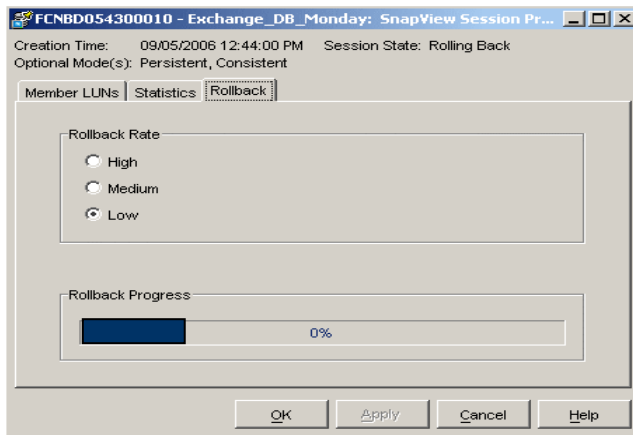 FCNBD054300010 - Exchange_DB_Monday: SnapView Session Pr...
Creation Time: 09/05/2006 12:44:00 PM Session State: Rolling Back
Optional Mode(s): Persistent, Consistent
Member LUNs Statistics Rollback
Rollback Rate
High
Medium
Low
Rollback Progress
0%
OK Apply Cancel Help